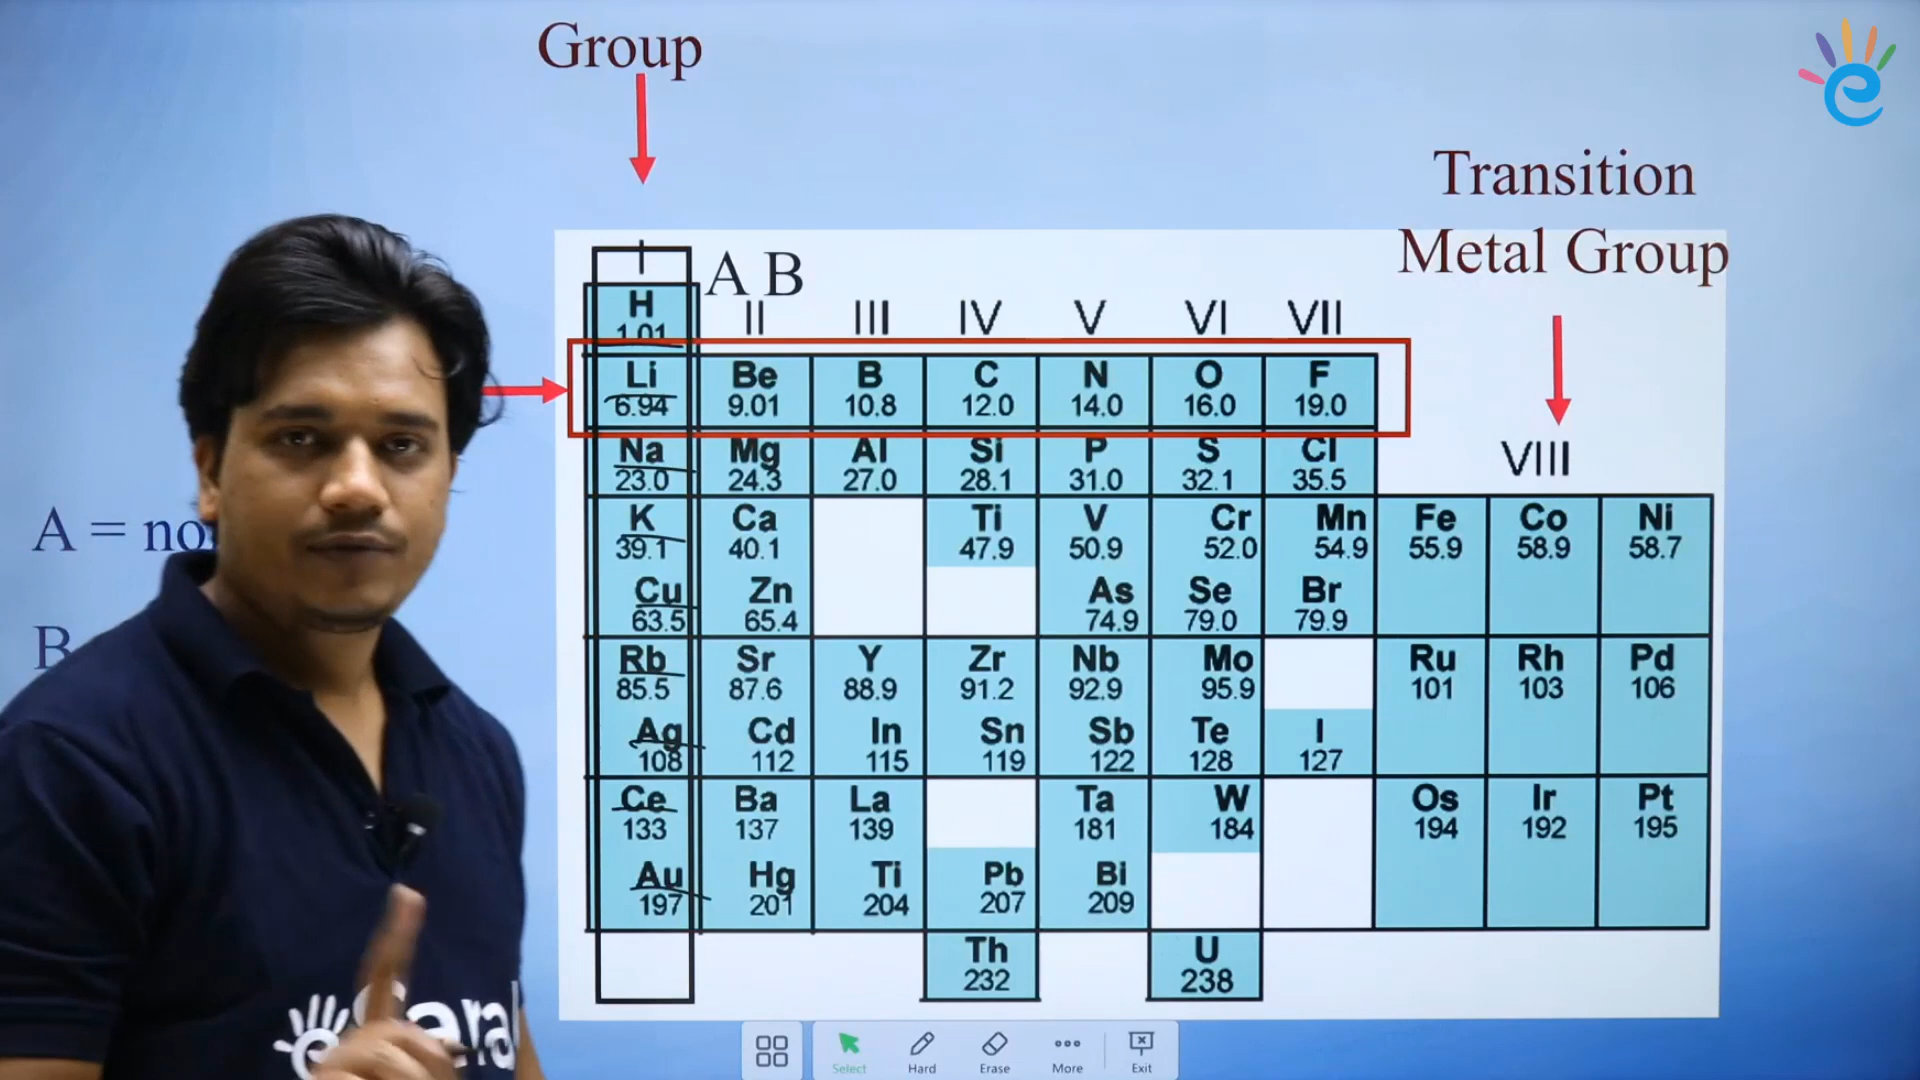 Group
Transition
Metal Group
I
A B
II III IV V VI VII
H
1.01
Li Be B C N O F
6.94 9.01 10.8 12.0 14.0 16.0 19.0
Na Mg Al Si P S Cl
23.0 24.3 27.0 28.1 31.0 32.1 35.5
VIII
K Ca Ti V Cr Mn Fe Co Ni
39.1 40.1 47.9 50.9 52.0 54.9 55.9 58.9 58.7
Cu Zn As Se Br
63.5 65.4 74.9 79.0 79.9
Rb Sr Y Zr Nb Mo Ru Rh Pd
85.5 87.6 88.9 91.2 92.9 95.9 101 103 106
Ag Cd In Sn Sb Te I
108 112 115 119 122 128 127
Ce Ba La Ta W Os Ir Pt
133 137 139 181 184 194 192 195
Au Hg Ti Pb Bi
197 201 204 207 209
Th U
232 238
A =
B
e
Select Hard Erase More Exit